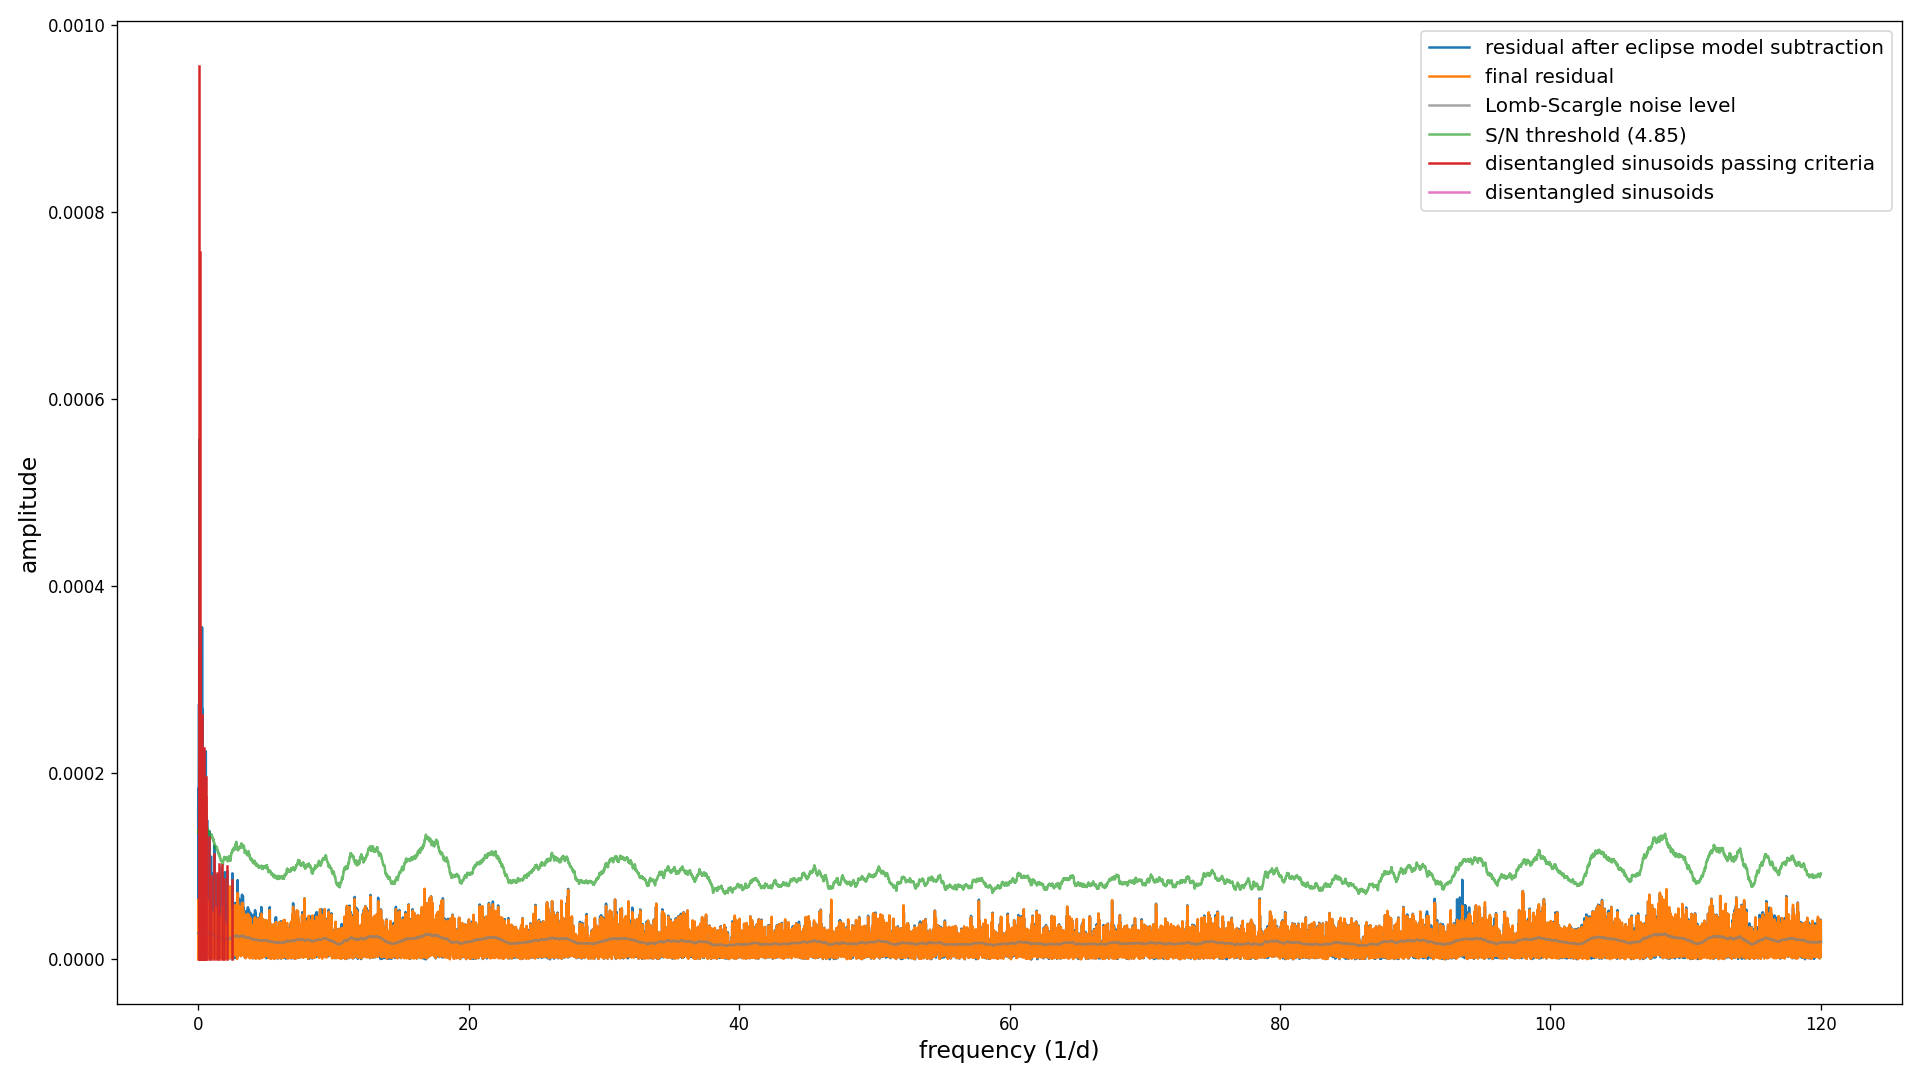 0.0010
0.0008
0.0006
0.0004
0.0002
0.0000
amplitude
0
20
40
60
80
100
120
frequency (1/d)
residual after eclipse model subtraction
final residual
Lomb-Scargle noise level
S/N threshold (4.85)
disentangled sinusoids passing criteria
disentangled sinusoids